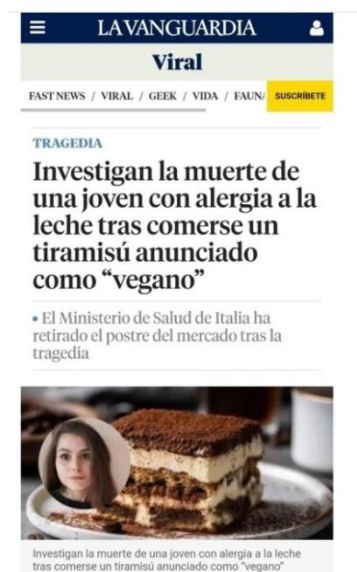 LA VANGUARDIA
Viral
FAST NEWS / VIRAL / GEEK / VIDA / FAUNA
SUSCRÍBETE
TRAGEDIA
Investigan la muerte de
una joven con alergia a la
leche tras comerse un
tiramisú anunciado
como “vegano”
• El Ministerio de Salud de Italia ha
retirado el postre del mercado tras la
tragedia
Investigan la muerte de una joven con alergia a la leche
tras comerse un tiramisú anunciado como “vegano”